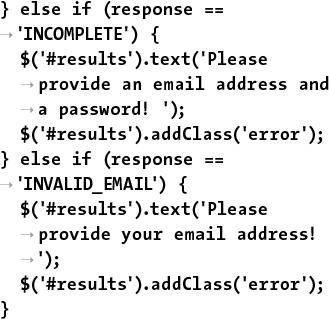 } else if (response ==
→ 'INCOMPLETE') {
$('#results').text('Please
→ provide an email address and
→ a password! ');
$('#results').addClass('error');
} else if (response ==
→ 'INVALID_EMAIL') {
$('#results').text('Please
→ provide your email address!
→ ');
$('#results').addClass('error');
}